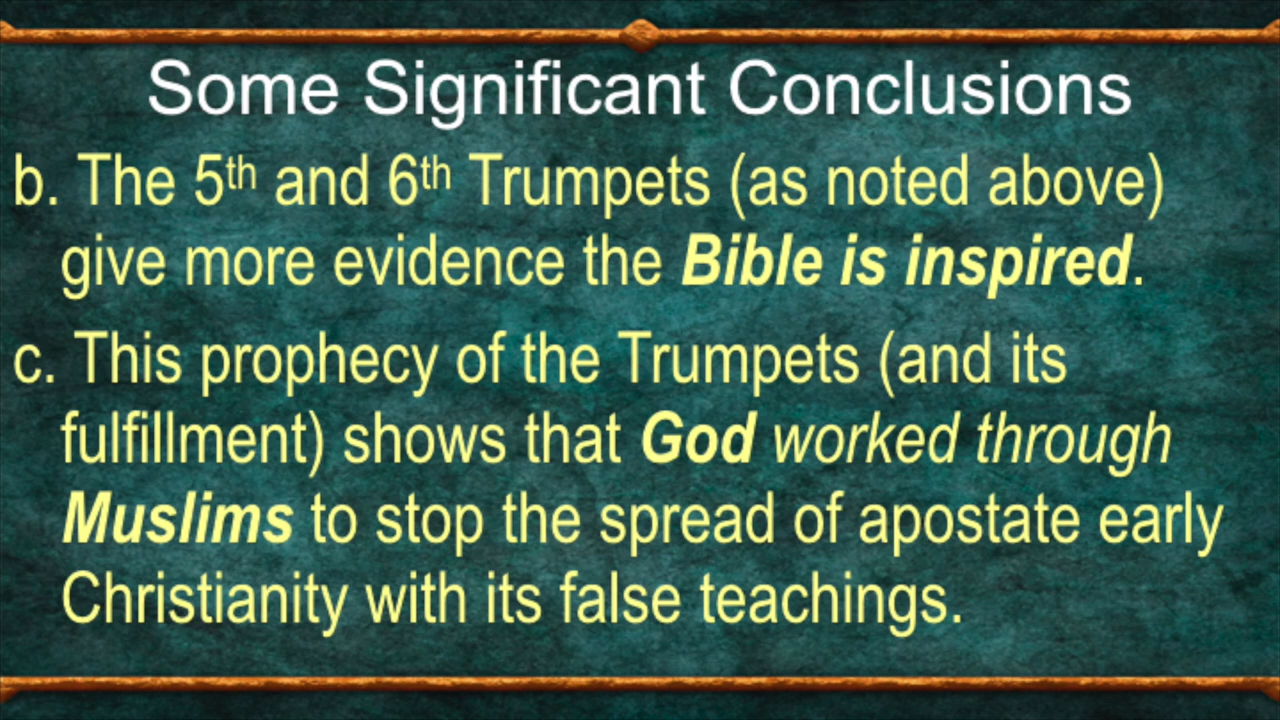 Some Significant Conclusions
b. The 5th and 6th Trumpets (as noted above)
give more evidence the Bible is inspired.
c. This prophecy of the Trumpets (and its
fulfillment) shows that God worked through
Muslims to stop the spread of apostate early
Christianity with its false teachings.